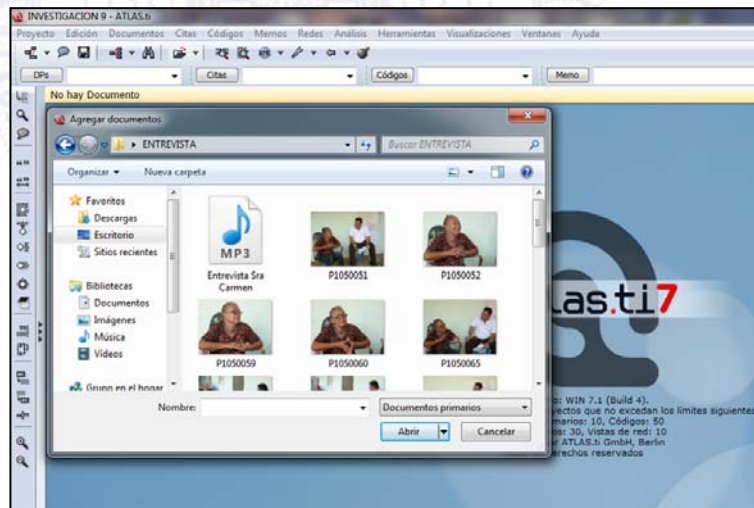 INVESTIGACION 9 - ATLAS.ti
Proyecto Edición Documentos Citas Códigos Memos Redes Análisis Herramientas Visualizaciones Ventanas Ayuda
DPs Citas Códigos Memo
No hay Documento
Agregar documentos
ENTREVISTA
Buscar ENTREVISTA
Organizar Nueva carpeta
Favoritos
Descargas
Escritorio
Sitios recientes
Bibliotecas
Documentos
Imágenes
Música
Vídeos
Grupo en el hogar
MP3
Entrevista Sra
Carmen
P1050051
P1050052
P1050059
P1050060
P1050065
Nombre:
Documentos primarios
Abrir
Cancelar
las.ti7
: WIN 7.1 (Build 4).
yectos que no excedan los límites siguientes
marios: 10, Códigos: 50
os: 30, Vistas de red: 10
ATLAS.ti GmbH, Berlin
erechos reservados